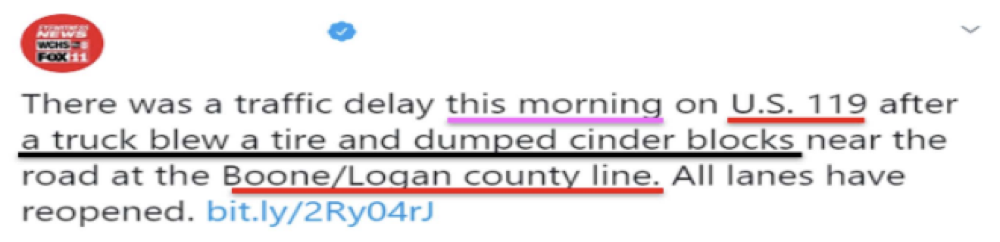 EYEWITNESS
NEWS
WCHS
FOX 11
There was a traffic delay this morning on U.S. 119 after
a truck blew a tire and dumped cinder blocks near the
road at the Boone/Logan county line. All lanes have
reopened. bit.ly/2Ry04rJ